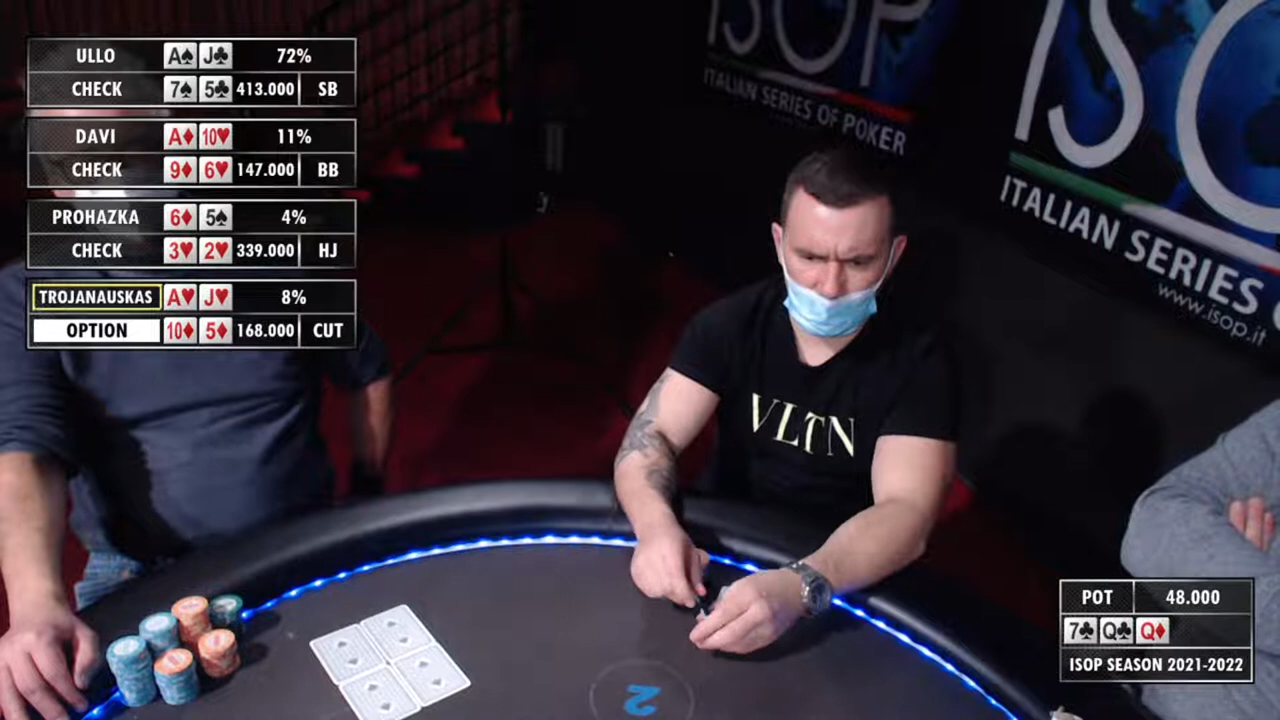 ULLO A♠ J♣ 72%
CHECK 7♠ 5♣ 413.000 SB
DAVI A♦ 10♥ 11%
CHECK 9♦ 6♥ 147.000 BB
PROHAZKA 6♦ 5♠ 4%
CHECK 3♥ 2♥ 339.000 HJ
TROJANAUSKAS A♥ J♥ 8%
OPTION 10♦ 5♦ 168.000 CUT
ISOP
ITALIAN SERIES OF POKER
ISO
ITALIAN SERIES
www.isop.it
VLTN
2
POT 48.000
7♣ Q♣ Q♦
ISOP SEASON 2021-2022